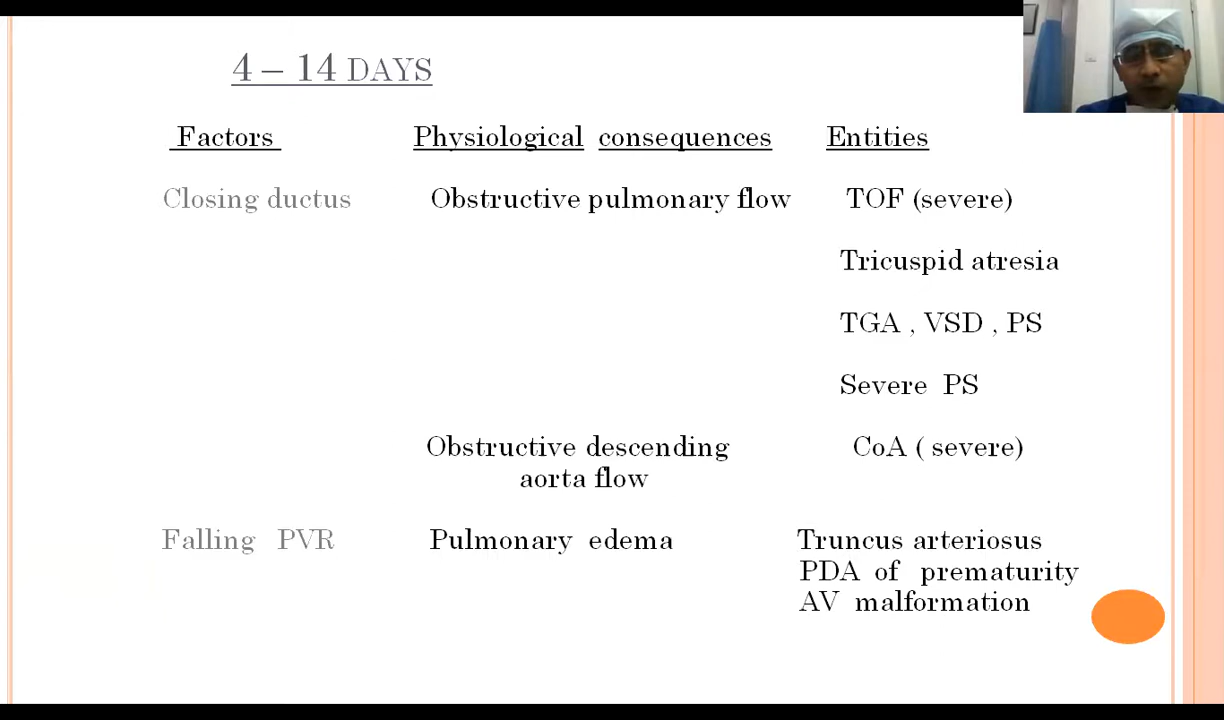 4 – 14 DAYS
Factors Physiological consequences Entities
Closing ductus Obstructive pulmonary flow TOF (severe)
Tricuspid atresia
TGA , VSD , PS
Severe PS
Obstructive descending CoA ( severe)
aorta flow
Falling PVR Pulmonary edema Truncus arteriosus
PDA of prematurity
AV malformation